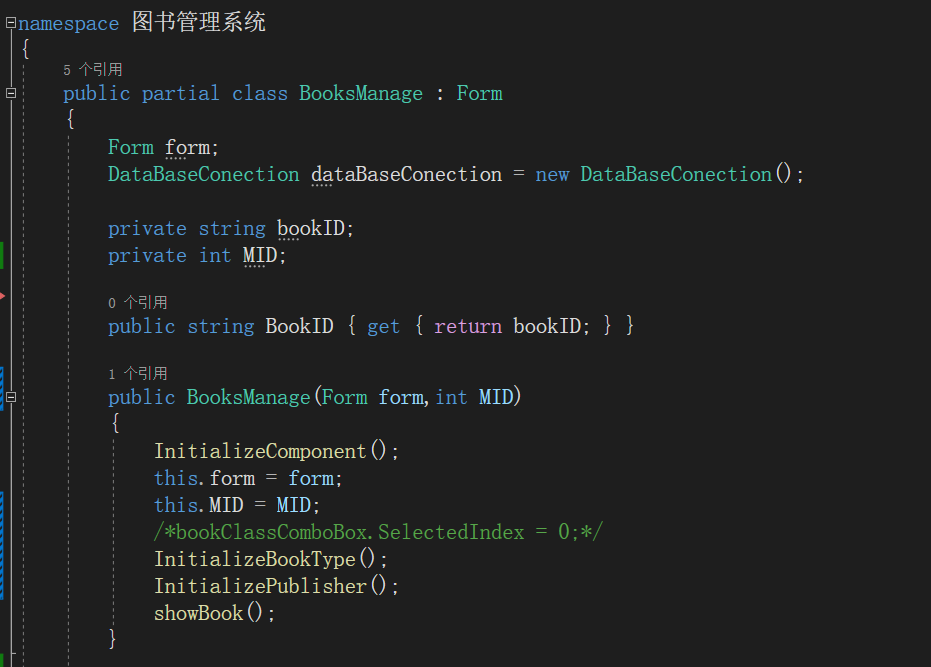 namespace 图书管理系统
{
5 个引用
public partial class BooksManage : Form
{
Form form;
DataBaseConection dataBaseConection = new DataBaseConection();
private string bookID;
private int MID;
0 个引用
public string BookID { get { return bookID; } }
1 个引用
public BooksManage(Form form,int MID)
{
InitializeComponent();
this.form = form;
this.MID = MID;
/*bookClassComboBox.SelectedIndex = 0;*/
InitializeBookType();
InitializePublisher();
showBook();
}